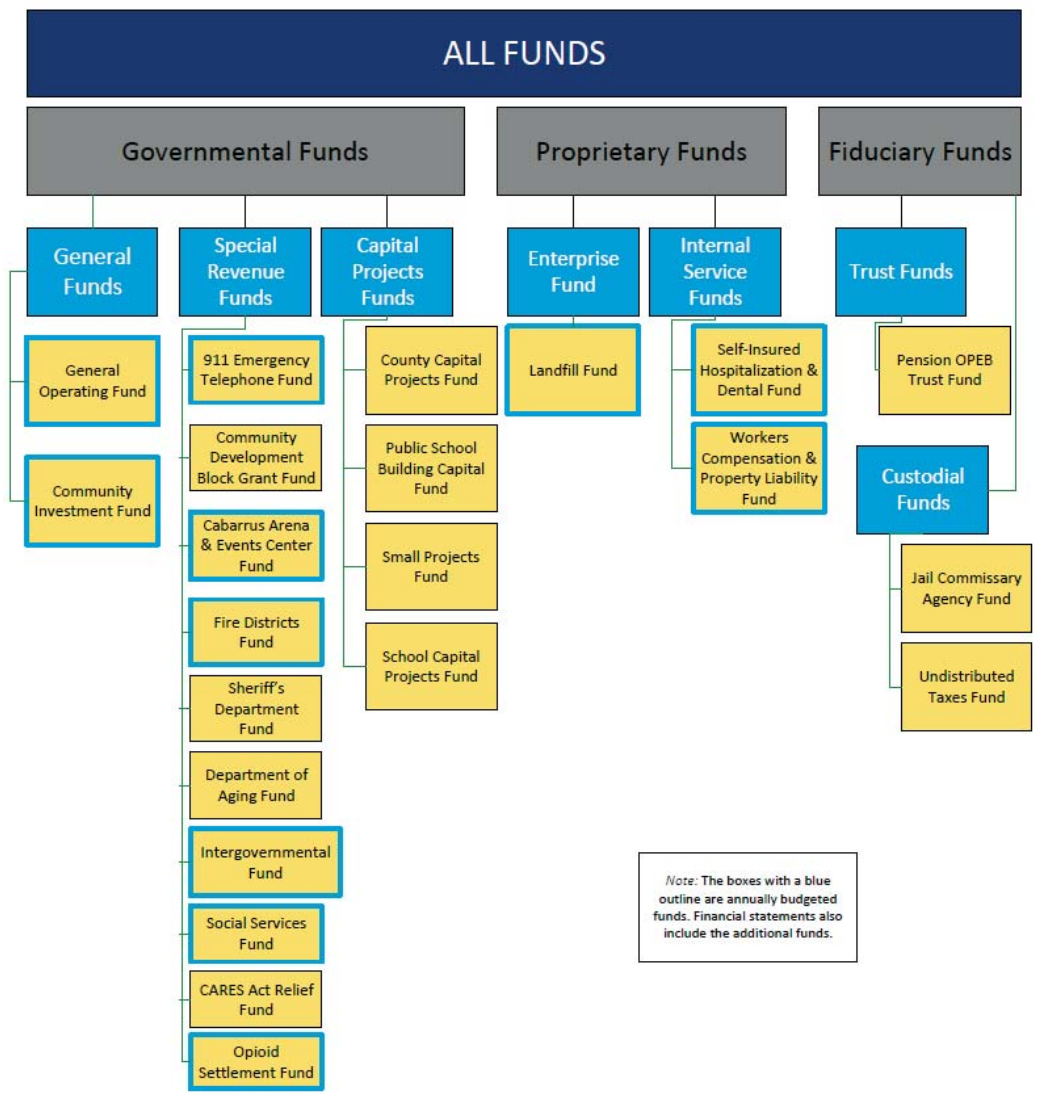 ALL FUNDS
Governmental Funds
Proprietary Funds
Fiduciary Funds
General
Funds
Special
Revenue
Funds
Capital
Projects
Funds
Enterprise
Fund
Internal
Service
Funds
Trust Funds
General
Operating Fund
Community
Investment Fund
911 Emergency
Telephone Fund
Community
Development
Block Grant Fund
Cabarrus Arena
& Events Center
Fund
Fire Districts
Fund
Sheriff’s
Department
Fund
Department of
Aging Fund
Intergovernmental
Fund
Social Services
Fund
CARES Act Relief
Fund
Opioid
Settlement Fund
County Capital
Projects Fund
Public School
Building Capital
Fund
Small Projects
Fund
School Capital
Projects Fund
Landfill Fund
Self-Insured
Hospitalization &
Dental Fund
Workers
Compensation &
Property Liability
Fund
Pension OPEB
Trust Fund
Custodial
Funds
Jail Commissary
Agency Fund
Undistributed
Taxes Fund
Note: The boxes with a blue
outline are annually budgeted
funds. Financial statements also
include the additional funds.